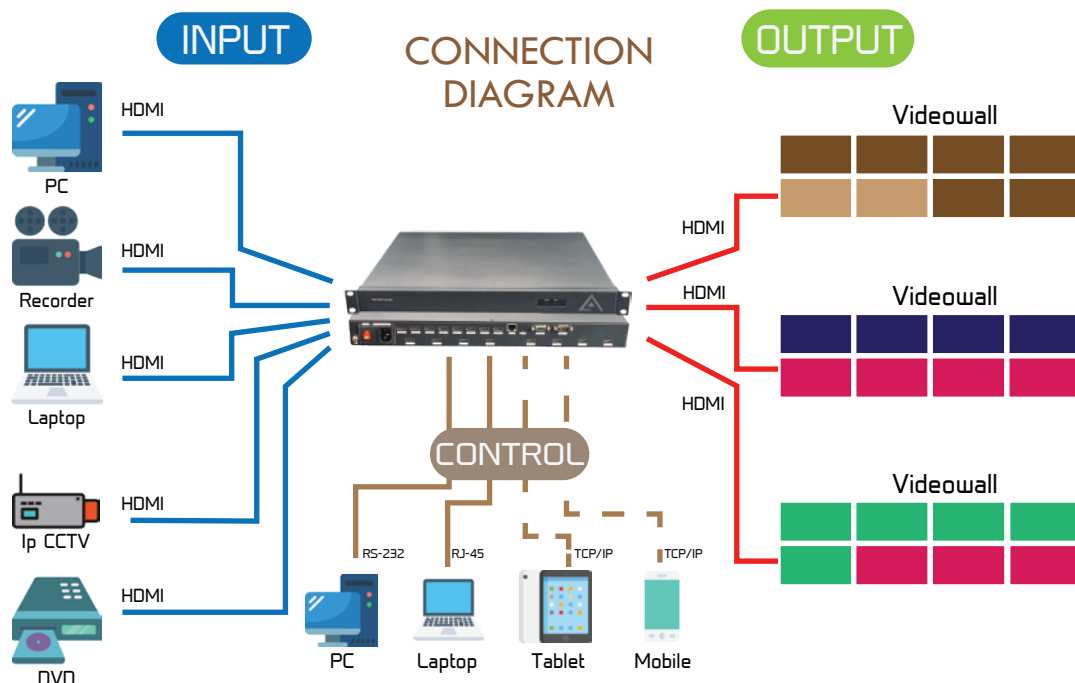 INPUT
CONNECTION
DIAGRAM
OUTPUT
HDMI
PC
HDMI
Recorder
HDMI
Laptop
HDMI
Ip CCTV
HDMI
DVD
Videowall
HDMI
Videowall
HDMI
Videowall
HDMI
CONTROL
RS-232
RJ-45
TCP/IP
TCP/IP
PC
Laptop
Tablet
Mobile